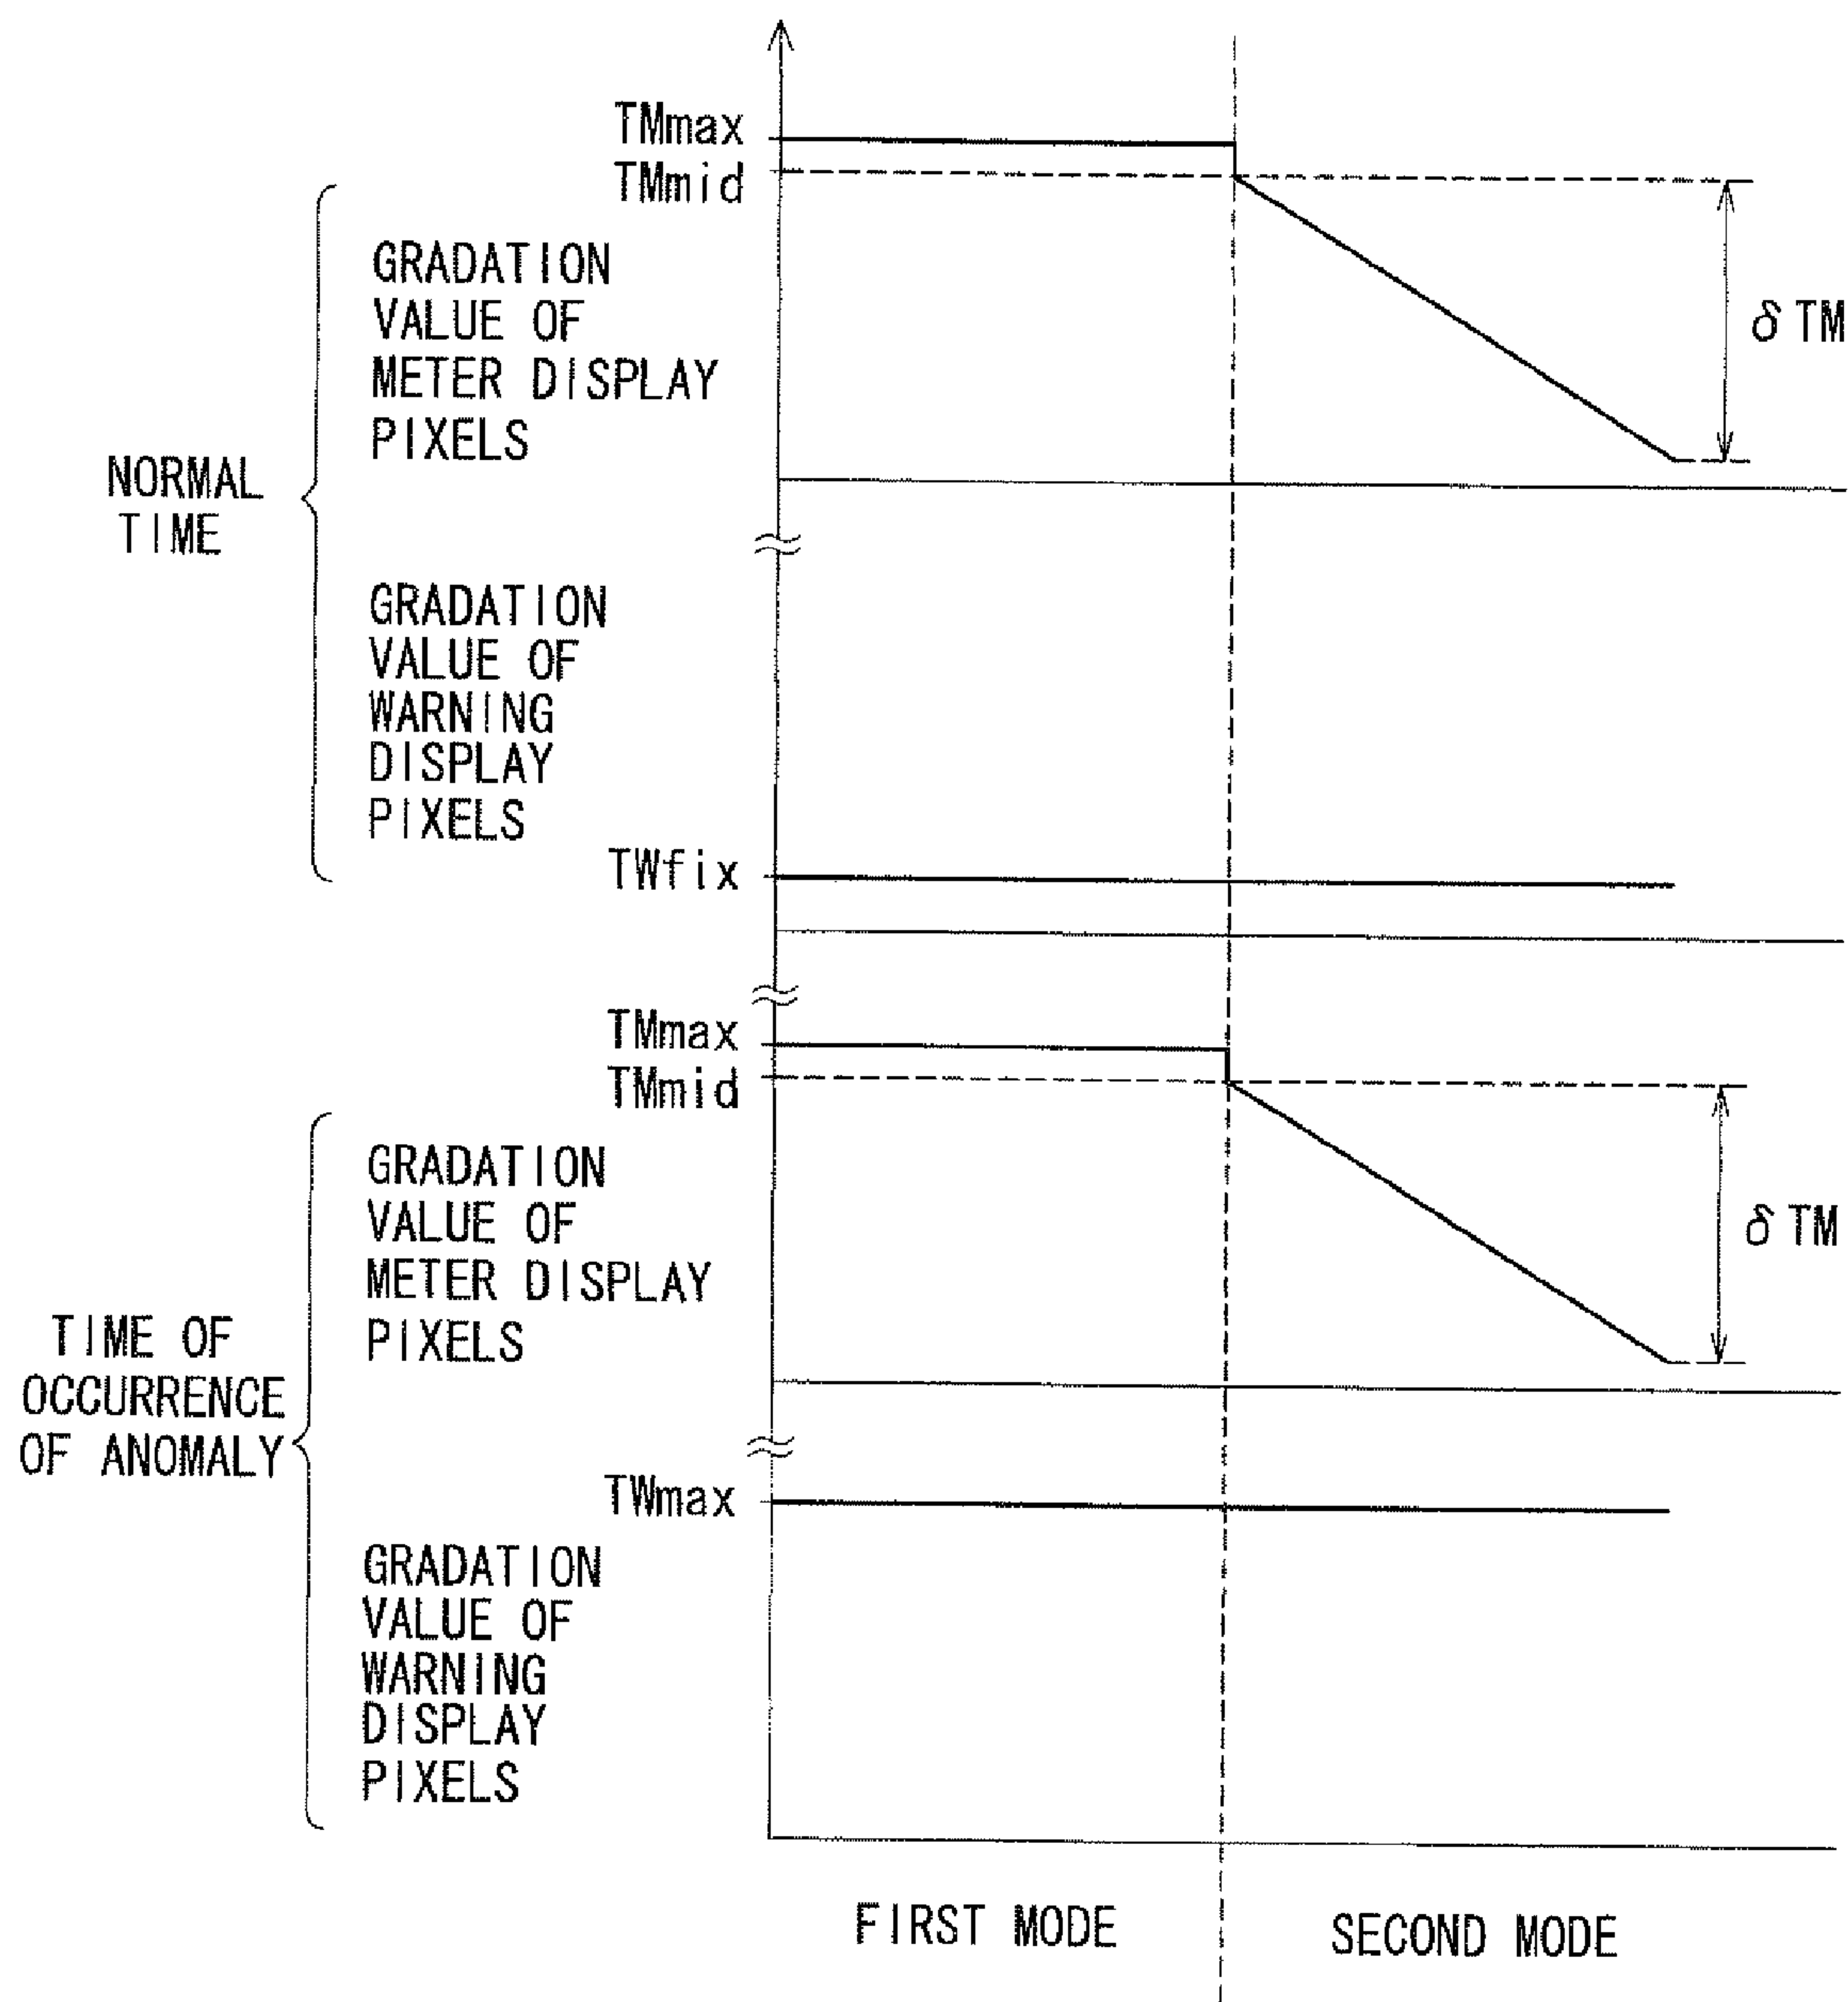 TMmax
TMmid
GRADATION
VALUE OF
METER DISPLAY
PIXELS
δTM
NORMAL
TIME
GRADATION
VALUE OF
WARNING
DISPLAY
PIXELS
TWfix
TMmax
TMmid
GRADATION
VALUE OF
METER DISPLAY
PIXELS
δTM
TIME OF
OCCURRENCE
OF ANOMALY
TWmax
GRADATION
VALUE OF
WARNING
DISPLAY
PIXELS
FIRST MODE
SECOND MODE